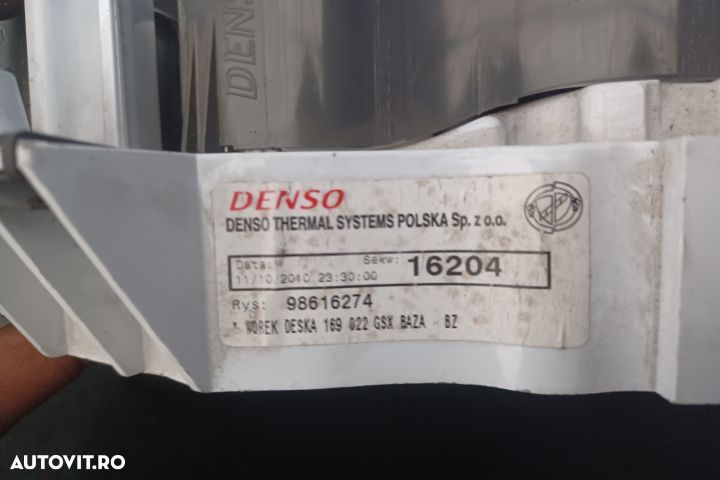 DENSO
DENSO
DENSO THERMAL SYSTEMS POLSKA Sp. z o.o.
Data: Sekw: 16204
11/10/2010 23:30:00
Rys: 98616274
WOREK DESKA 169 022 GSX BAZA - BZ
AUTOVIT.RO